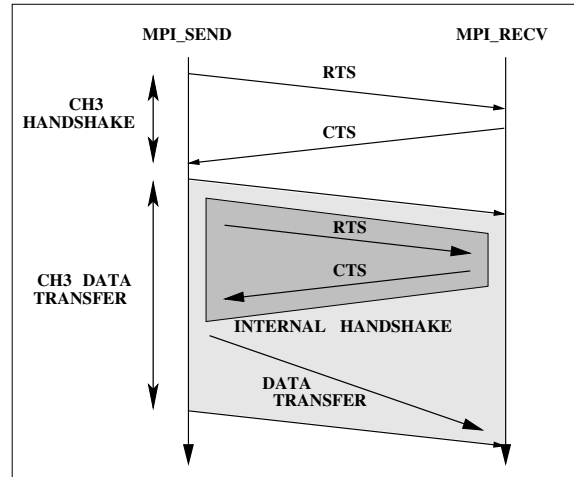 MPI_SEND
MPI_RECV
RTS
CH3
HANDSHAKE
CTS
RTS
CTS
CH3 DATA
TRANSFER
INTERNAL HANDSHAKE
DATA
TRANSFER